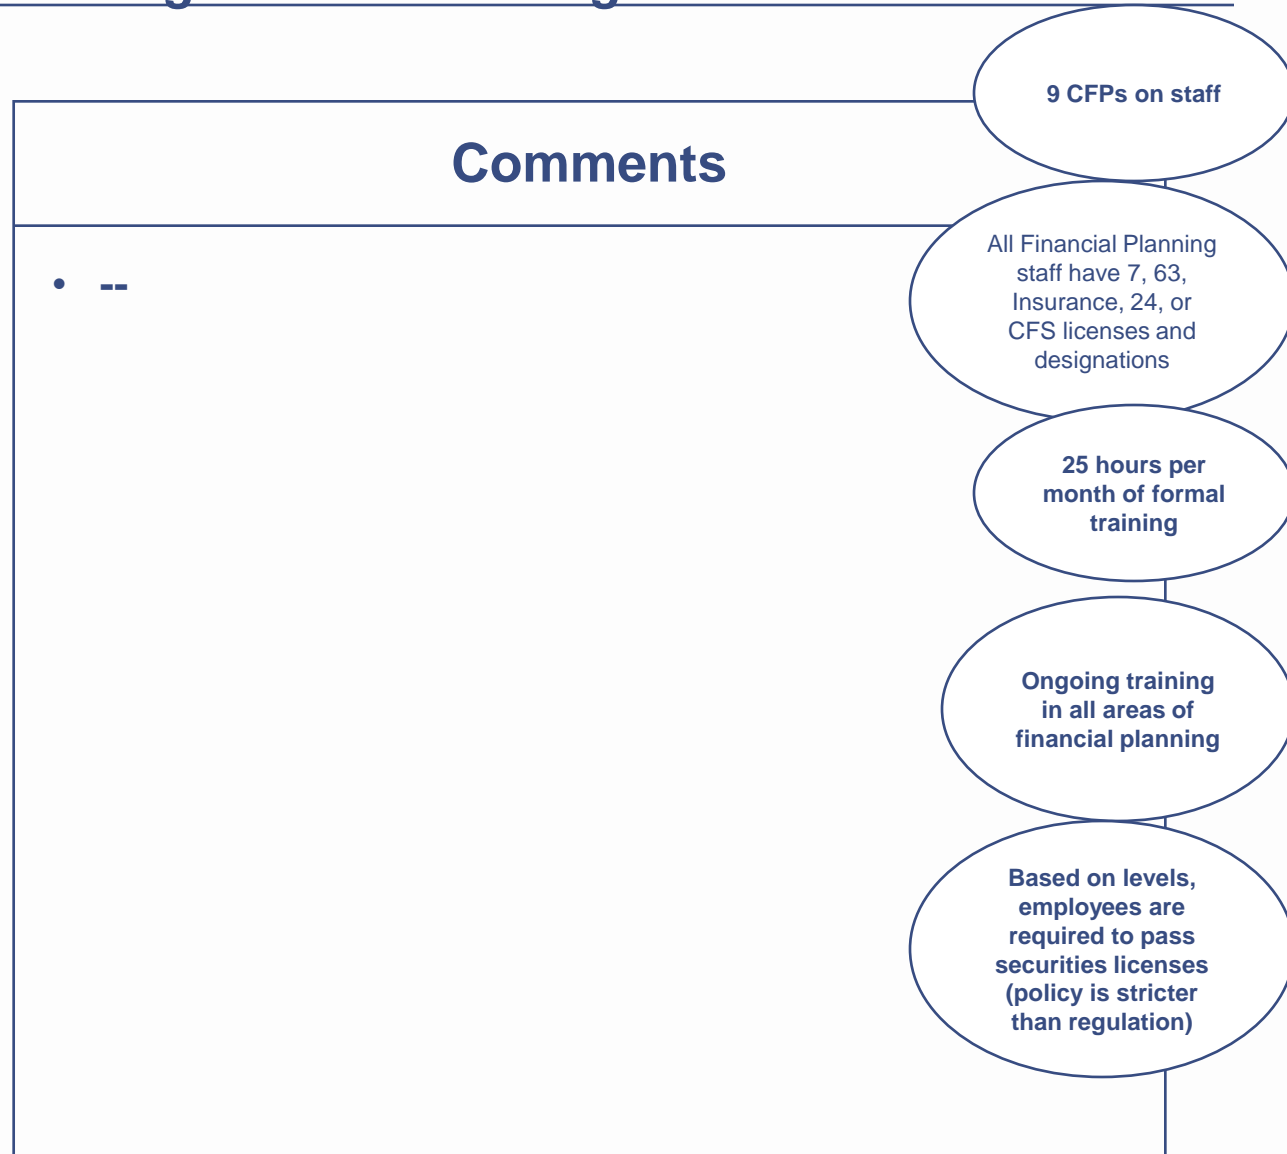 Comments
• --
9 CFPs on staff
All Financial Planning
staff have 7, 63,
Insurance, 24, or
CFS licenses and
designations
25 hours per
month of formal
training
Ongoing training
in all areas of
financial planning
Based on levels,
employees are
required to pass
securities licenses
(policy is stricter
than regulation)